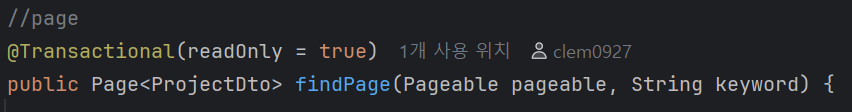 //page
@Transactional(readOnly = true) 1개 사용 위치 clem0927
public Page<ProjectDto> findPage(Pageable pageable, String keyword) {